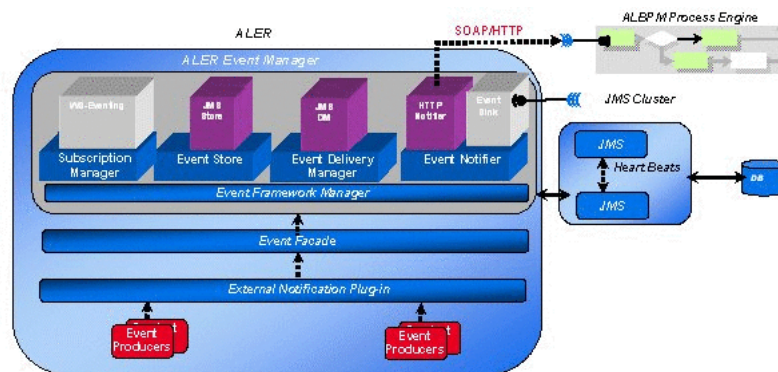 ALER
SOAP/HTTP
ALBPM Process Engine
ALER Event Manager
WS-Eventing
JMS
Store
JMS
DM
HTTP
Notifier
Event
Sink
JMS Cluster
Subscription
Manager
Event Store
Event Delivery
Manager
Event Notifier
Event Framework Manager
JMS
Heart Beats
JMS
DB
Event Facade
External Notification Plug-in
Event
Producers
Event
Producers